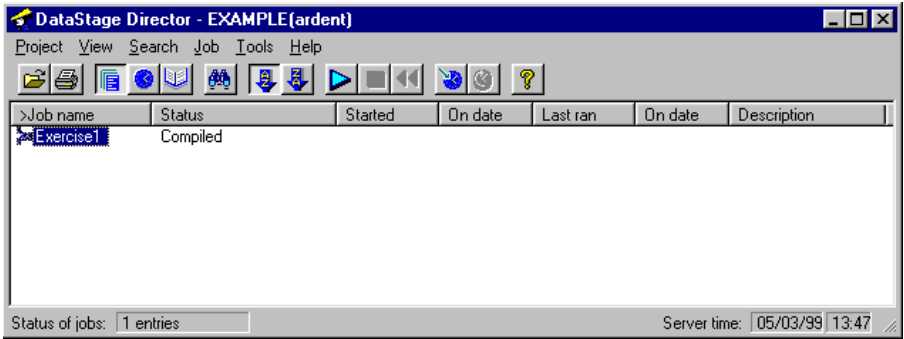 DataStage Director - EXAMPLE(ardent)
Project View Search Job Tools Help
>Job name Status Started On date Last ran On date Description
Exercise1 Compiled
Status of jobs: 1 entries Server time: 05/03/99 13:47